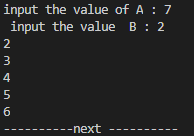 input the value of A : 7
 input the value  B : 2
2
3
4
5
6
----------next ----------